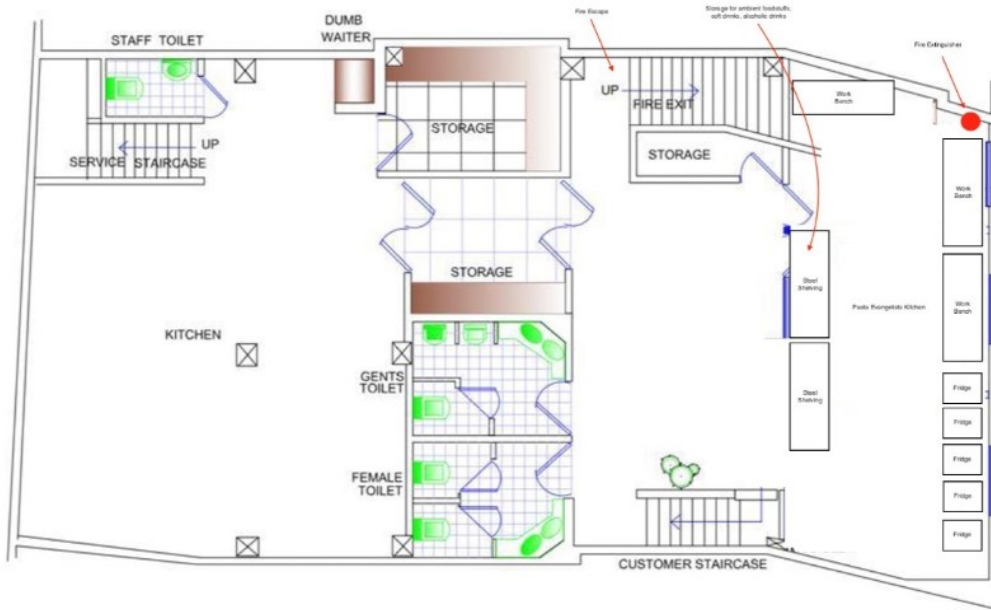 DUMB
WAITER
Fire Escape
Storage for ambient foodstuffs,
soft drinks, alcoholic drinks
STAFF TOILET
Fire Extinguisher
UP
FIRE EXIT
Work
Bench
STORAGE
UP
SERVICE STAIRCASE
STORAGE
Work
Bench
STORAGE
Steel
Shelving
KITCHEN
Pasta Evangelists Kitchen
Work
Bench
GENTS
TOILET
Steel
Shelving
Fridge
Fridge
FEMALE
TOILET
Fridge
Fridge
Fridge
CUSTOMER STAIRCASE